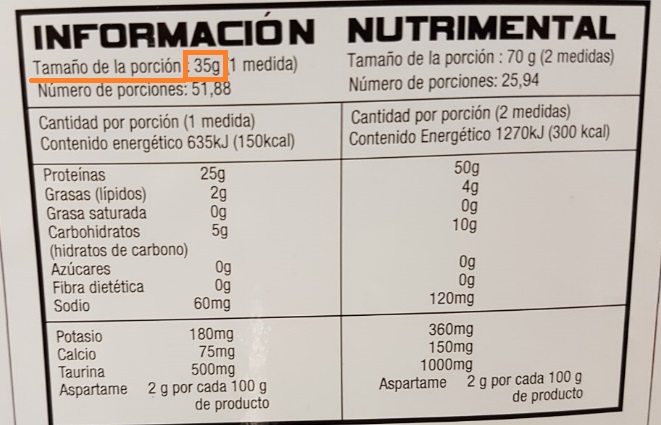 INFORMACIÓN NUTRIMENTAL
Tamaño de la porción : 35g (1 medida)
Número de porciones: 51,88
Tamaño de la porción : 70 g (2 medidas)
Número de porciones: 25,94
Cantidad por porción (1 medida)
Contenido energético 635kJ (150kcal)
Cantidad por porción (2 medidas)
Contenido Energético 1270kJ (300 kcal)
Proteínas 25g 50g
Grasas (lípidos) 2g 4g
Grasa saturada 0g 0g
Carbohidratos 5g 10g
(hidratos de carbono)
Azúcares 0g 0g
Fibra dietética 0g 0g
Sodio 60mg 120mg
Potasio 180mg 360mg
Calcio 75mg 150mg
Taurina 500mg 1000mg
Aspartame 2 g por cada 100 g Aspartame 2 g por cada 100 g
de producto de producto